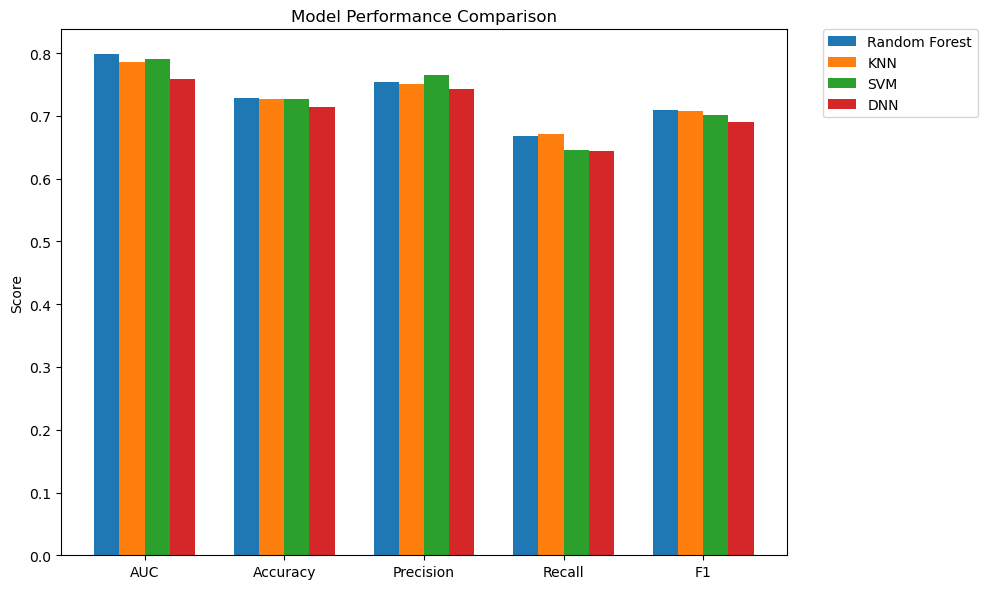 Model Performance Comparison
Random Forest
KNN
SVM
DNN
Score
0.8
0.7
0.6
0.5
0.4
0.3
0.2
0.1
0.0
AUC
Accuracy
Precision
Recall
F1